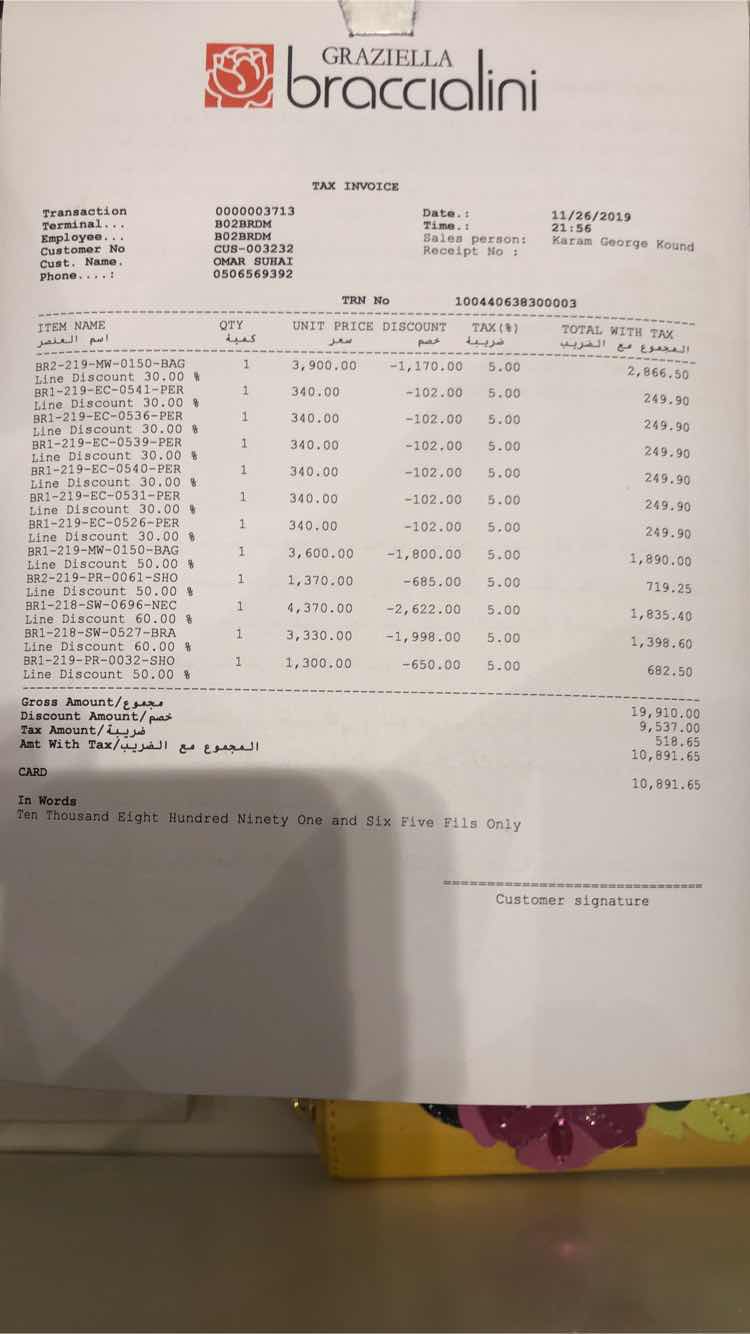 GRAZIELLA
braccialini
TAX INVOICE
Transaction 0000003713 Date.: 11/26/2019
Terminal... B02BRDM Time.: 21:56
Employee... B02BRDM Sales person: Karam George Kound
Customer No CUS-003232 Receipt No :
Cust. Name. OMAR SUHAI
Phone....: 0506569392
TRN No 100440638300003
ITEM NAME QTY UNIT PRICE DISCOUNT TAX(%) TOTAL WITH TAX
اسم العنصر كمية سعر خصم ضريبة المجموع مع الضريب
BR2-219-MW-0150-BAG 1 3,900.00 -1,170.00 5.00 2,866.50
Line Discount 30.00 %
BR1-219-EC-0541-PER 1 340.00 -102.00 5.00 249.90
Line Discount 30.00 %
BR1-219-EC-0536-PER 1 340.00 -102.00 5.00 249.90
Line Discount 30.00 %
BR1-219-EC-0539-PER 1 340.00 -102.00 5.00 249.90
Line Discount 30.00 %
BR1-219-EC-0540-PER 1 340.00 -102.00 5.00 249.90
Line Discount 30.00 %
BR1-219-EC-0531-PER 1 340.00 -102.00 5.00 249.90
Line Discount 30.00 %
BR1-219-EC-0526-PER 1 340.00 -102.00 5.00 249.90
Line Discount 30.00 %
BR1-219-MW-0150-BAG 1 3,600.00 -1,800.00 5.00 1,890.00
Line Discount 50.00 %
BR2-219-PR-0061-SHO 1 1,370.00 -685.00 5.00 719.25
Line Discount 50.00 %
BR1-218-SW-0696-NEC 1 4,370.00 -2,622.00 5.00 1,835.40
Line Discount 60.00 %
BR1-218-SW-0527-BRA 1 3,330.00 -1,998.00 5.00 1,398.60
Line Discount 60.00 %
BR1-219-PR-0032-SHO 1 1,300.00 -650.00 5.00 682.50
Line Discount 50.00 %
Gross Amount/مجموع 19,910.00
Discount Amount/خصم 9,537.00
Tax Amount/ضريبة 518.65
Amt With Tax/المجموع مع الضريب 10,891.65
CARD 10,891.65
In Words
Ten Thousand Eight Hundred Ninety One and Six Five Fils Only
Customer signature